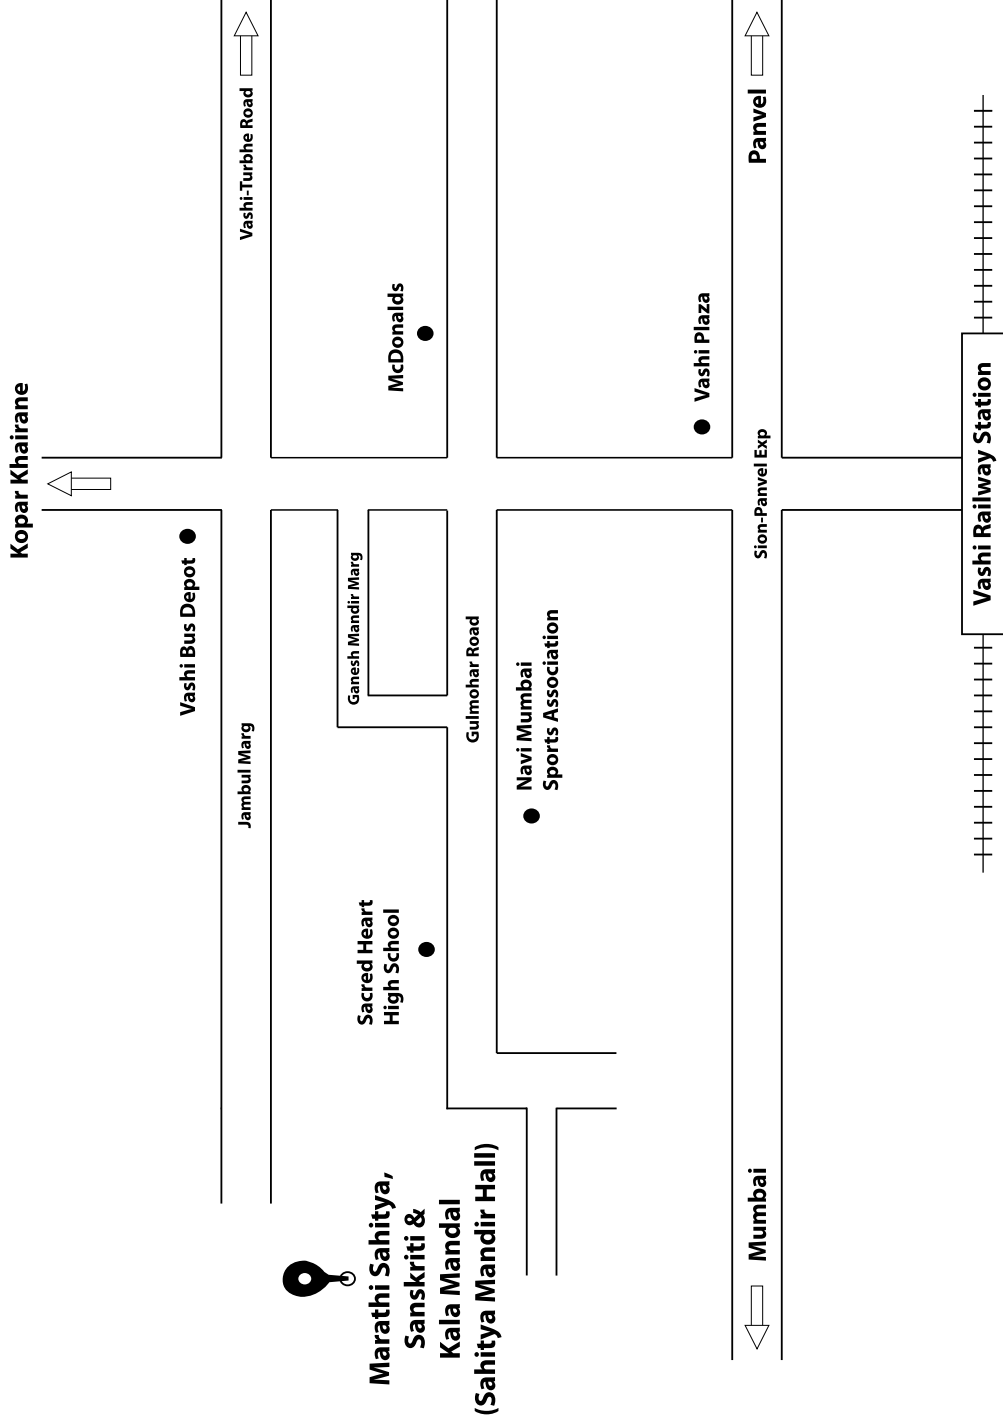 Kopar Khairane
Vashi-Turbhe Road
Vashi Bus Depot
Jambul Marg
McDonalds
Ganesh Mandir Marg
Gulmohar Road
Navi Mumbai
Sports Association
Sacred Heart
High School
Marathi Sahitya,
Sanskriti &
Kala Mandal
(Sahitya Mandir Hall)
Vashi Plaza
Panvel
Sion-Panvel Exp
Mumbai
Vashi Railway Station